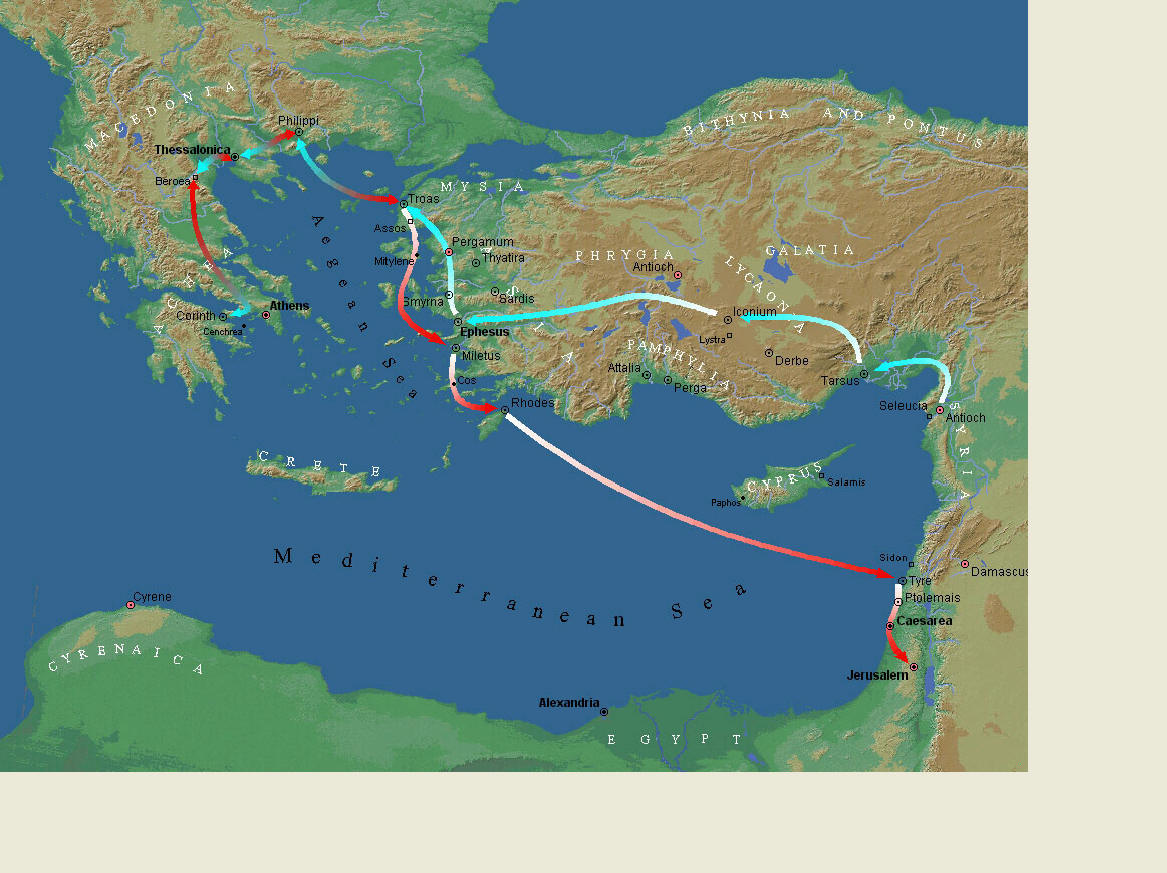 MACEDONIA
BITHYNIA AND PONTUS
Philippi
Thessalonica
Beroea
MYSIA
Troas
Assos
Aegean Sea
Pergamum
Thyatira
Mitylene
PHRYGIA
GALATIA
LYCAONIA
Antioch
ACHEA
ASIA
Sardis
Smyrna
Athens
Corinth
Cenchrea
Iconium
Ephesus
Lystra
Miletus
PAMPHYLIA
Derbe
Attalia
Perga
Tarsus
Cos
Rhodes
Seleucia
Antioch
SYRIA
CRETE
CYPRUS
Salamis
Paphos
Mediterranean Sea
Sidon
Damascus
Tyre
Cyrene
Ptolemais
Caesarea
CYRENAICA
Jerusalem
Alexandria
EGYPT